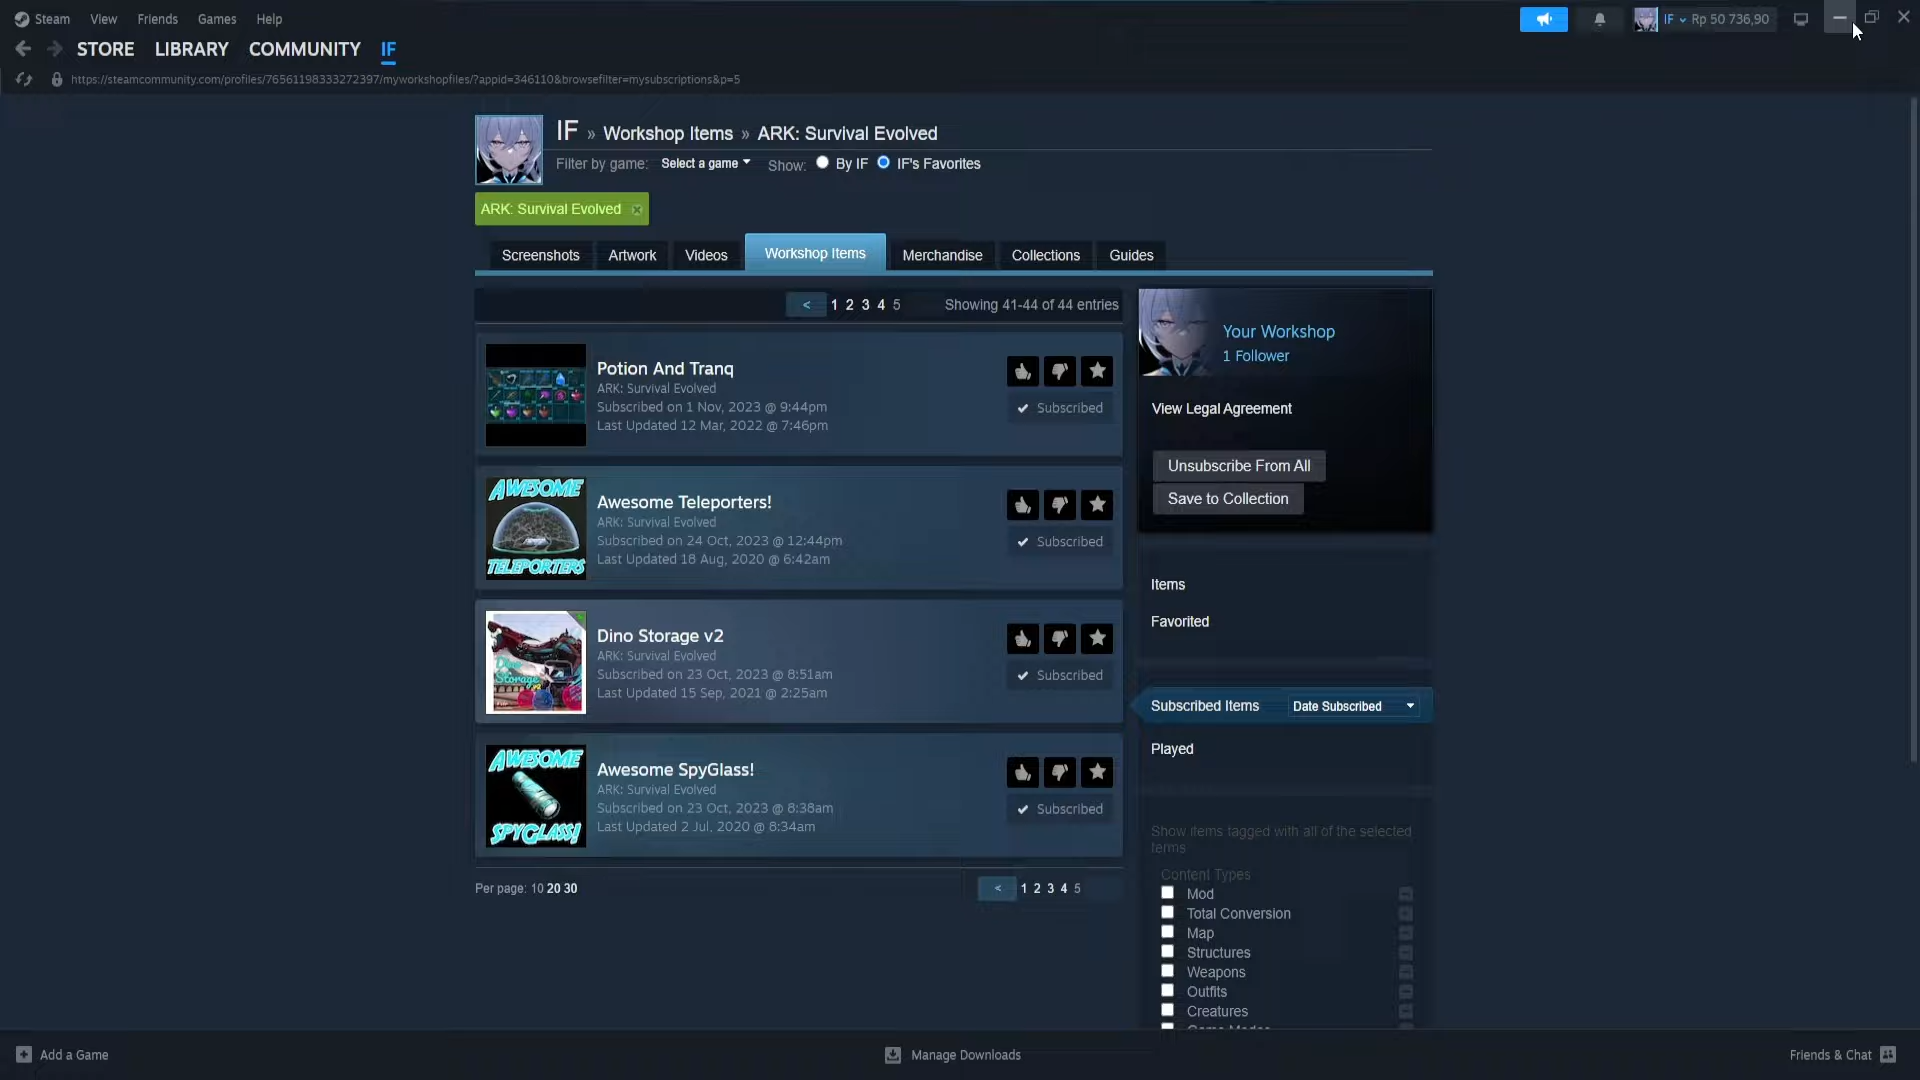 Steam View Friends Games Help
IF Rp 50 736,90
STORE LIBRARY COMMUNITY IF
https://steamcommunity.com/profiles/76561198333272397/myworkshopfiles/?appid=346110&browsefilter=mysubscriptions&p=5
IF » Workshop Items » ARK: Survival Evolved
Filter by game: Select a game Show: By IF IF's Favorites
ARK: Survival Evolved
Screenshots Artwork Videos Workshop Items Merchandise Collections Guides
< 1 2 3 4 5 Showing 41-44 of 44 entries
Potion And Tranq
ARK: Survival Evolved
Subscribed on 1 Nov, 2023 @ 9:44pm
Last Updated 12 Mar, 2022 @ 7:46pm
Subscribed
AWESOME
TELEPORTERS
Awesome Teleporters!
ARK: Survival Evolved
Subscribed on 24 Oct, 2023 @ 12:44pm
Last Updated 18 Aug, 2020 @ 6:42am
Subscribed
Dino
Storage
Dino Storage v2
ARK: Survival Evolved
Subscribed on 23 Oct, 2023 @ 8:51am
Last Updated 15 Sep, 2021 @ 2:25am
Subscribed
AWESOME
SPYGLASS!
Awesome SpyGlass!
ARK: Survival Evolved
Subscribed on 23 Oct, 2023 @ 8:38am
Last Updated 2 Jul, 2020 @ 8:34am
Subscribed
Per page: 10 20 30
< 1 2 3 4 5
Your Workshop
1 Follower
View Legal Agreement
Unsubscribe From All
Save to Collection
Items
Favorited
Subscribed Items Date Subscribed
Played
Show items tagged with all of the selected
terms
Content Types
Mod
Total Conversion
Map
Structures
Weapons
Outfits
Creatures
Game Modes
Add a Game
Manage Downloads
Friends & Chat